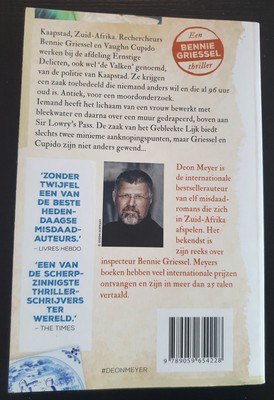 Kaapstad, Zuid-Afrika. Rechercheurs
Bennie Griessel en Vaughn Cupido
werken bij de afdeling Ernstige
Delicten, ook wel 'de Valken' genoemd,
van de politie van Kaapstad. Ze krijgen
een zaak toebedeeld die niemand anders wil en die al 96 uur
oud is. Antiek, voor een moordonderzoek.
Iemand heeft het lichaam van een vrouw bewerkt met
bleekwater en daarna over een muur gedrapeerd, boven aan
Sir Lowry's Pass. De zaak van het Gebleekte Lijk biedt
slechts twee minieme aanknopingspunten, maar Griessel en
Cupido zijn niet anders gewend...
Een
BENNIE
GRIESSEL
thriller
'ZONDER
TWIJFEL
EEN VAN
DE BESTE
HEDEN-
DAAGSE
MISDAAD-
AUTEURS.'
– LIVRES HEBDO
'EEN VAN
DE SCHERP-
ZINNIGSTE
THRILLER-
SCHRIJVERS
TER
WERELD.'
– THE TIMES
Deon Meyer is
de internationale
bestsellerauteur
van elf misdaad-
romans die zich
in Zuid-Afrika
afspelen. Het
bekendst is
zijn reeks over
inspecteur Bennie Griessel. Meyers
boeken hebben veel internationale prijzen
ontvangen en zijn in meer dan 25 talen
vertaald.
#DEONMEYER
9 789059 654228